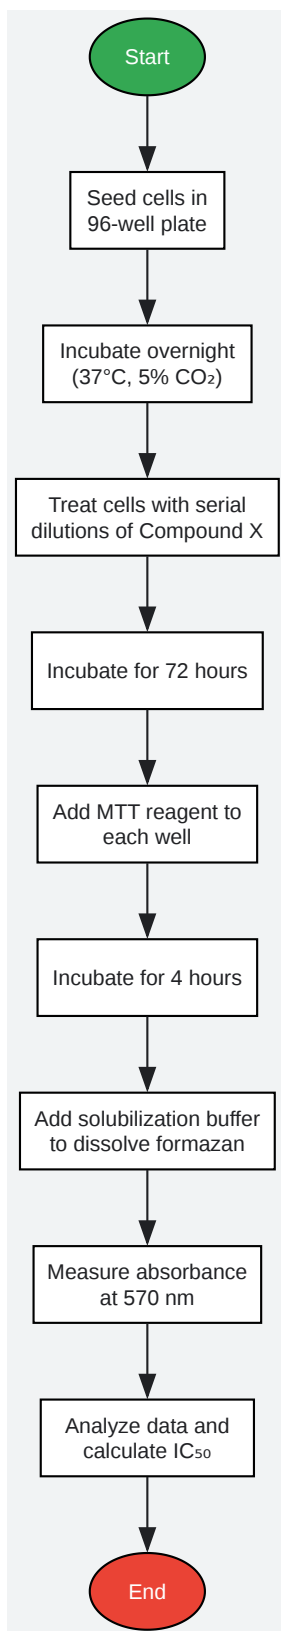 Start
Seed cells in
96-well plate
Incubate overnight
(37°C, 5% CO₂)
Treat cells with serial
dilutions of Compound X
Incubate for 72 hours
Add MTT reagent to
each well
Incubate for 4 hours
Add solubilization buffer
to dissolve formazan
Measure absorbance
at 570 nm
Analyze data and
calculate IC₅₀
End